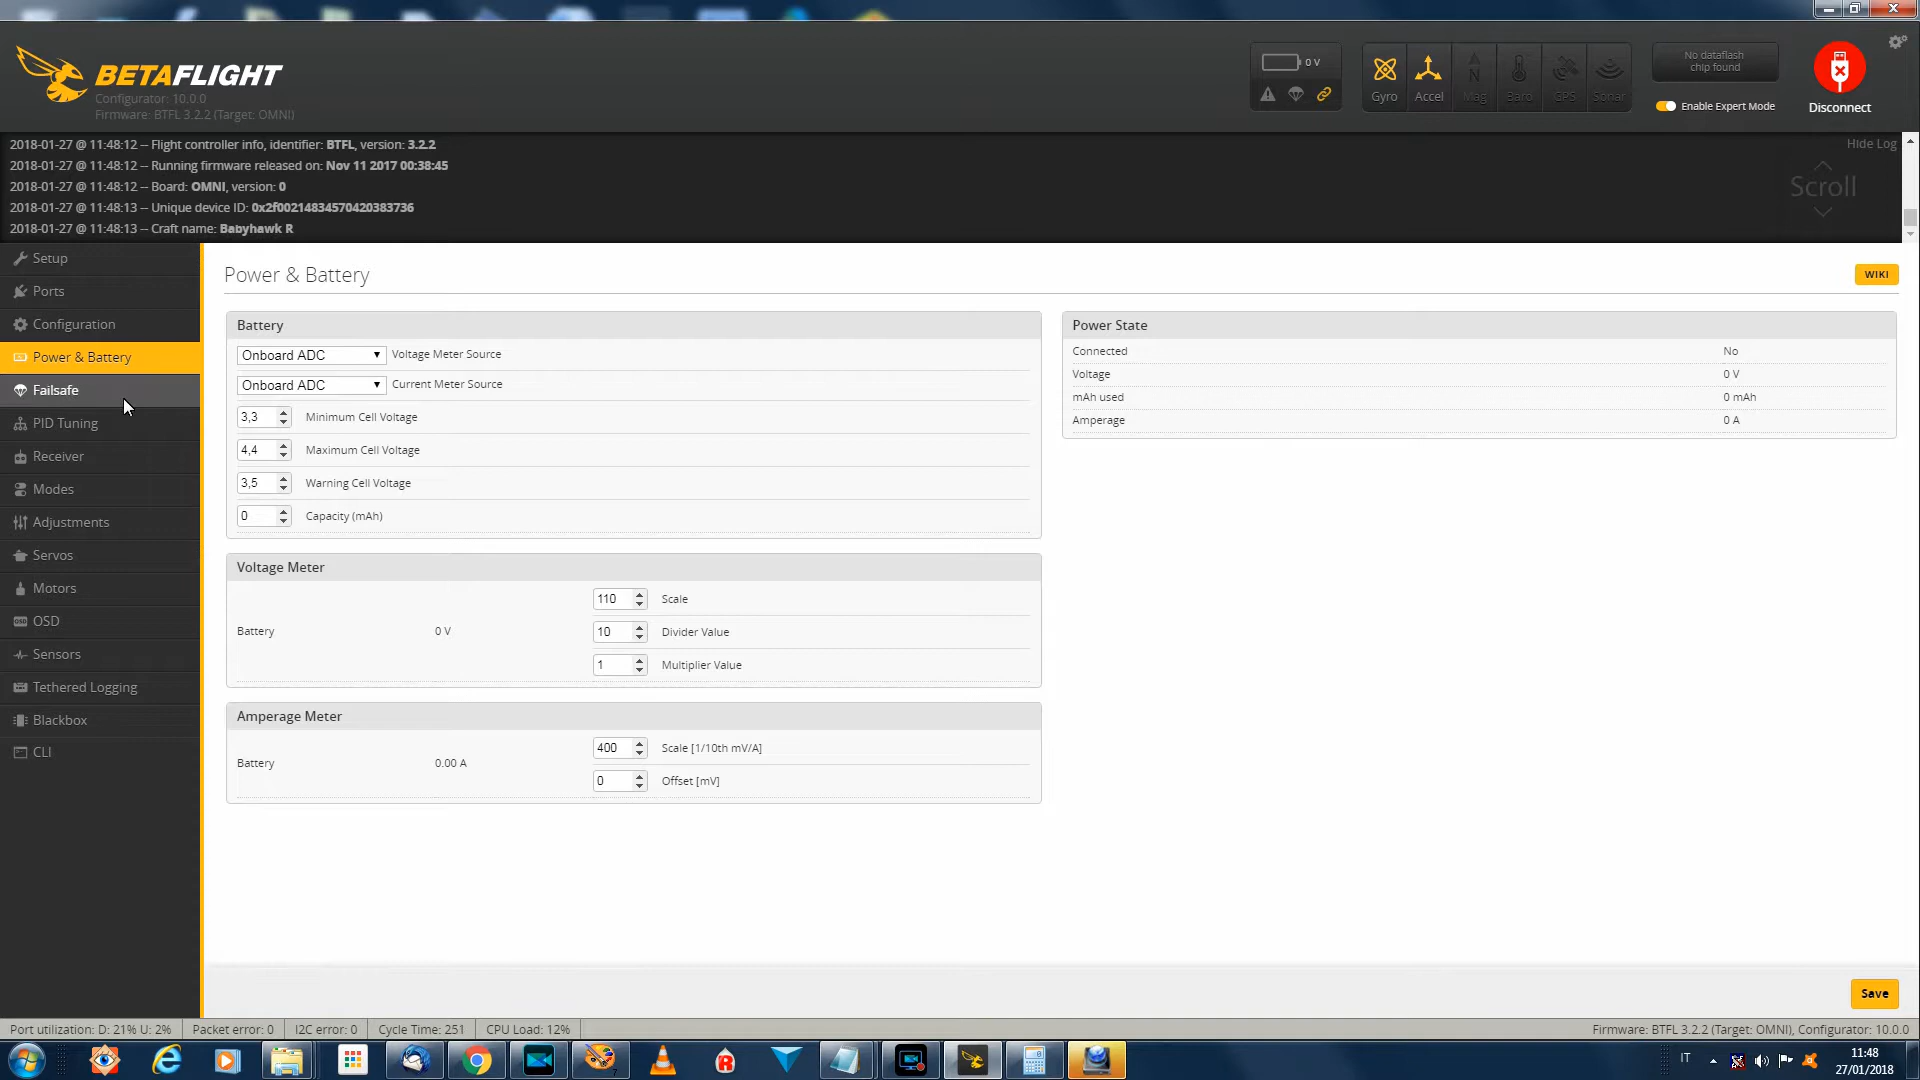 BETAFLIGHT
Configurator: 10.0.0
Firmware: BTFL 3.2.2 (Target: OMNI)
0 V
Gyro
Accel
Mag
Baro
GPS
Sonar
No dataflash
chip found
Enable Expert Mode
Disconnect
2018-01-27 @ 11:48:12 -- Flight controller info, identifier: BTFL, version: 3.2.2
2018-01-27 @ 11:48:12 -- Running firmware released on: Nov 11 2017 00:38:45
2018-01-27 @ 11:48:12 -- Board: OMNI, version: 0
2018-01-27 @ 11:48:13 -- Unique device ID: 0x2f00214834570420383736
2018-01-27 @ 11:48:13 -- Craft name: Babyhawk R
Hide Log
Scroll
Setup
Ports
Configuration
Power & Battery
Failsafe
PID Tuning
Receiver
Modes
Adjustments
Servos
Motors
OSD
Sensors
Tethered Logging
Blackbox
CLI
Power & Battery
WIKI
Battery
Onboard ADC Voltage Meter Source
Onboard ADC Current Meter Source
3,3 Minimum Cell Voltage
4,4 Maximum Cell Voltage
3,5 Warning Cell Voltage
0 Capacity (mAh)
Voltage Meter
Battery 0 V
110 Scale
10 Divider Value
1 Multiplier Value
Amperage Meter
Battery 0.00 A
400 Scale [1/10th mV/A]
0 Offset [mV]
Power State
Connected No
Voltage 0 V
mAh used 0 mAh
Amperage 0 A
Save
Port utilization: D: 21% U: 2% Packet error: 0 I2C error: 0 Cycle Time: 251 CPU Load: 12%
Firmware: BTFL 3.2.2 (Target: OMNI), Configurator: 10.0.0
IT
11:48
27/01/2018